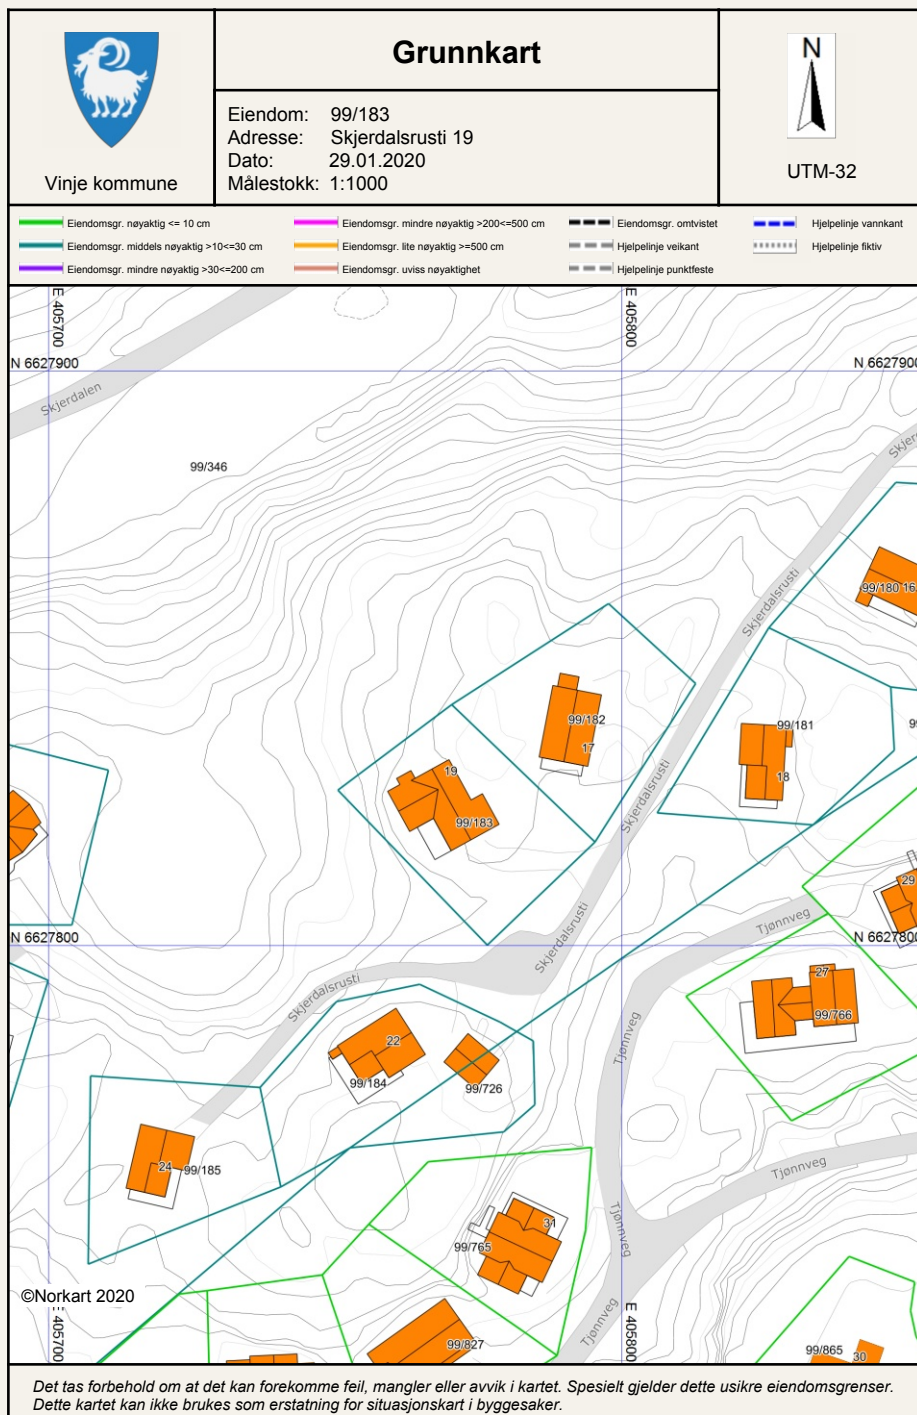 Grunnkart
Vinje kommune
Eiendom: 99/183
Adresse: Skjerdalsrusti 19
Dato: 29.01.2020
Målestokk: 1:1000
N
UTM-32
Eiendomsgr. nøyaktig <= 10 cm
Eiendomsgr. middels nøyaktig >10<=30 cm
Eiendomsgr. mindre nøyaktig >30<=200 cm
Eiendomsgr. mindre nøyaktig >200<=500 cm
Eiendomsgr. lite nøyaktig >=500 cm
Eiendomsgr. uviss nøyaktighet
Eiendomsgr. omtvistet
Hjelpelinje veikant
Hjelpelinje punktfeste
Hjelpelinje vannkant
Hjelpelinje fiktiv
E 405700
E 405800
N 6627900
N 6627900
Skjerdalen
99/346
Skjerd
99/180 16
Skjerdalsrusti
99/182
17
99/181
18
19
99/183
Skjerdalsrusti
29
Skjerdalsrusti
Tjønnveg
N 6627800
N 6627800
Skjerdalsrusti
27
99/766
22
99/184
99/726
Tjønnveg
24
99/185
Tjønnveg
31
99/765
Tjønnveg
Tjønnveg
©Norkart 2020
E 405700
E 405800
99/827
99/865
30
Det tas forbehold om at det kan forekomme feil, mangler eller avvik i kartet. Spesielt gjelder dette usikre eiendomsgrenser.
Dette kartet kan ikke brukes som erstatning for situasjonskart i byggesaker.